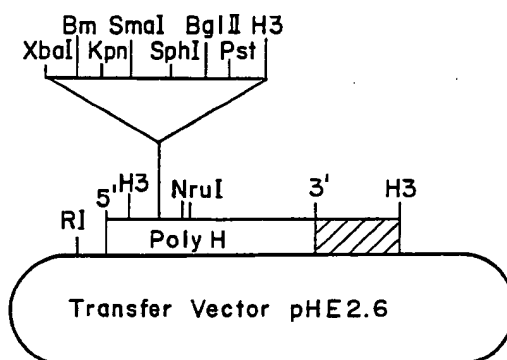 Bm SmaI BglII H3
XbaI Kpn SphI Pst
5' H3 NruI 3' H3
RI
Poly H
Transfer Vector pHE2.6